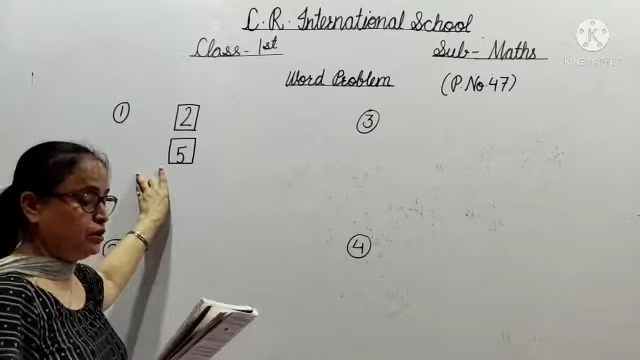 C. R. International School
Class-1st Sub- Maths
Word Problem (P.No.47)
① 2 ③
5
④
KINEMASTER